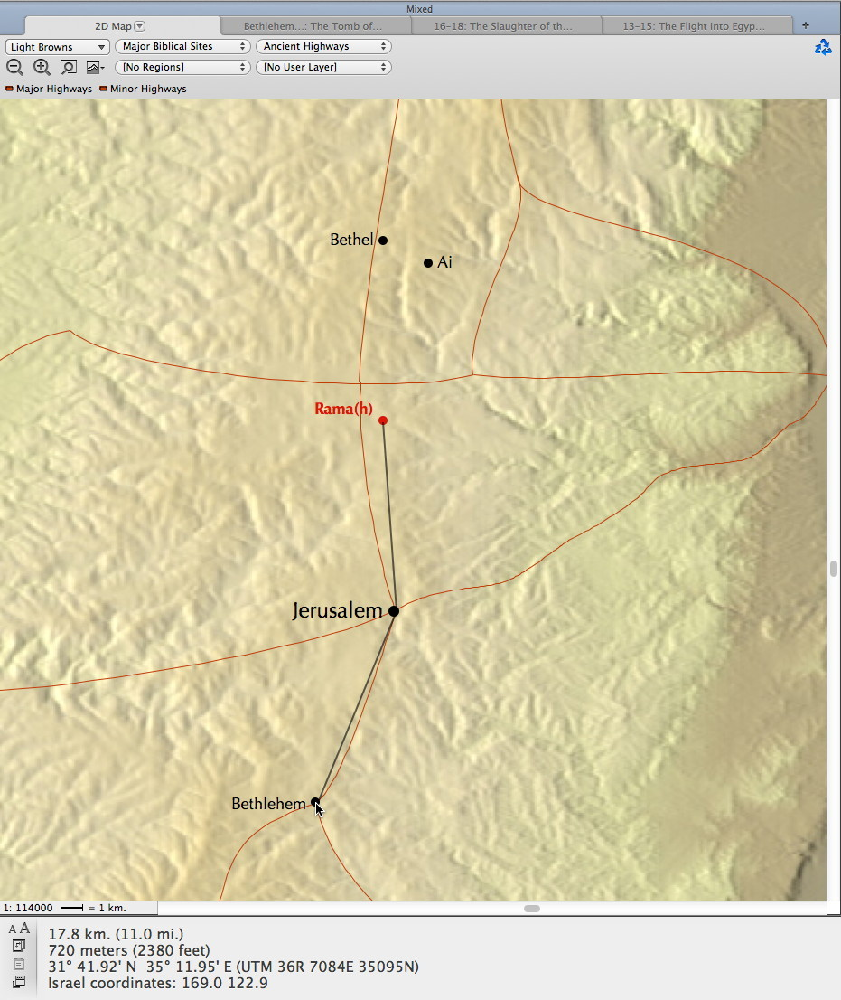 Mixed
2D Map
Bethlehem...: The Tomb of...
16–18: The Slaughter of th...
13–15: The Flight into Egyp...
+
Light Browns
Major Biblical Sites
Ancient Highways
[No Regions]
[No User Layer]
Major Highways
Minor Highways
Bethel
Ai
Rama(h)
Jerusalem
Bethlehem
1: 114000 = 1 km.
A A
17.8 km. (11.0 mi.)
720 meters (2380 feet)
31° 41.92' N 35° 11.95' E (UTM 36R 7084E 35095N)
Israel coordinates: 169.0 122.9